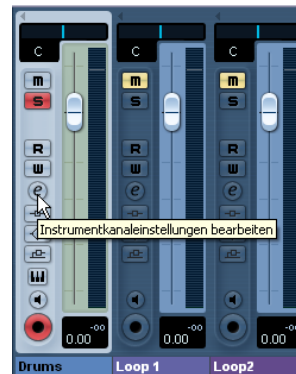 C C C
m m m
S S S
R R R
W W W
e e e
Instrumentkanaleinstellungen bearbeiten
-oo -oo -oo
0.00 0.00 0.00
Drums Loop 1 Loop2